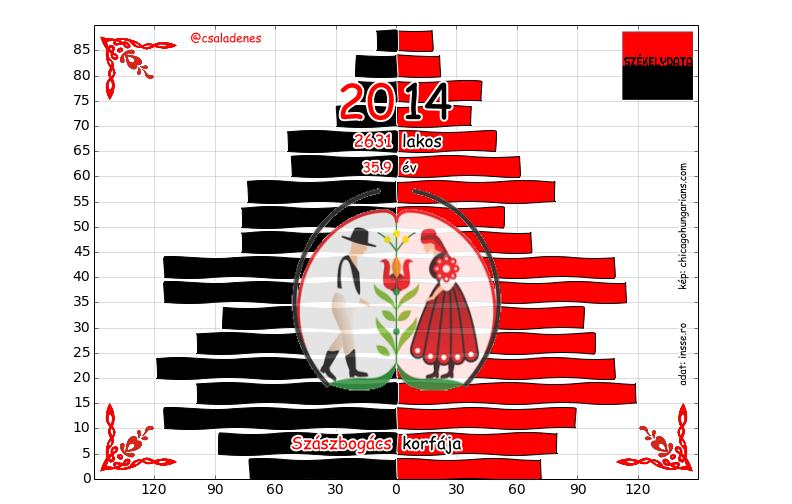 @csaladenes
SZÉKELYDATA
2014
2631 lakos
35.9 év
kép: chicagohungarians.com
adat: insse.ro
Szászbogács korfája
85
80
75
70
65
60
55
50
45
40
35
30
25
20
15
10
5
0
120 90 60 30 0 30 60 90 120